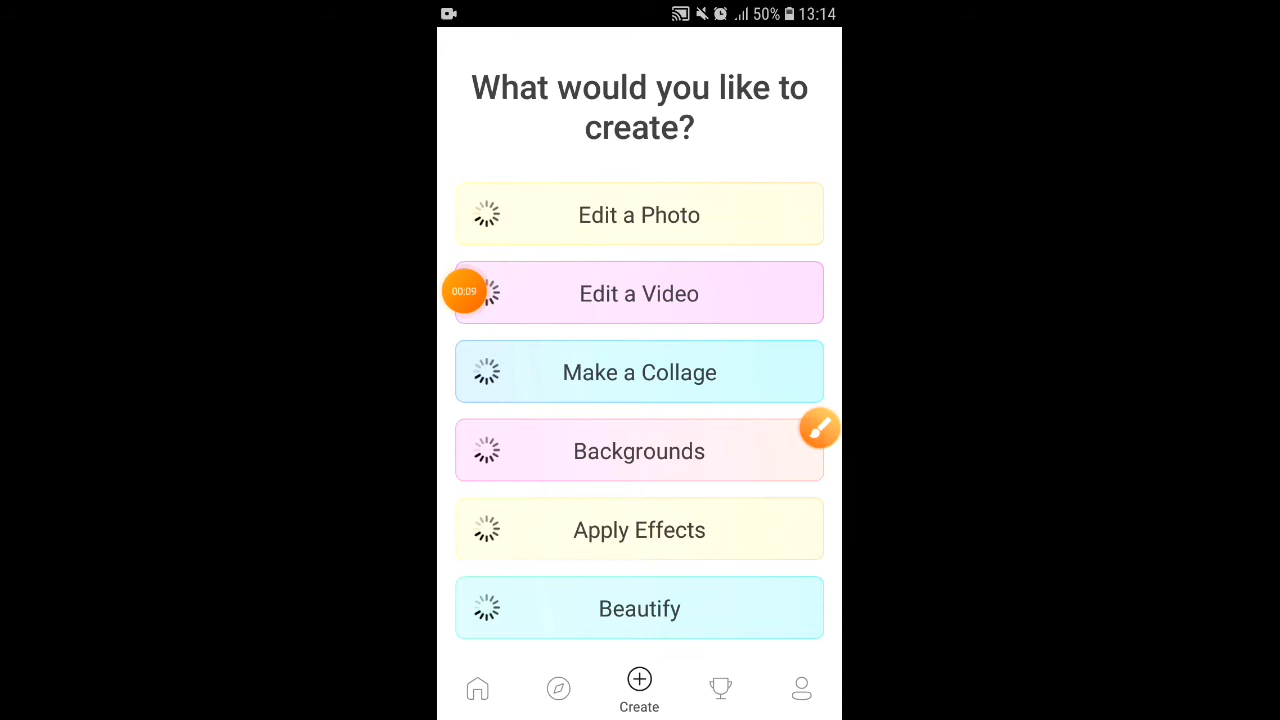 50% 13:14
What would you like to
create?
Edit a Photo
00:09
Edit a Video
Make a Collage
Backgrounds
Apply Effects
Beautify
Create